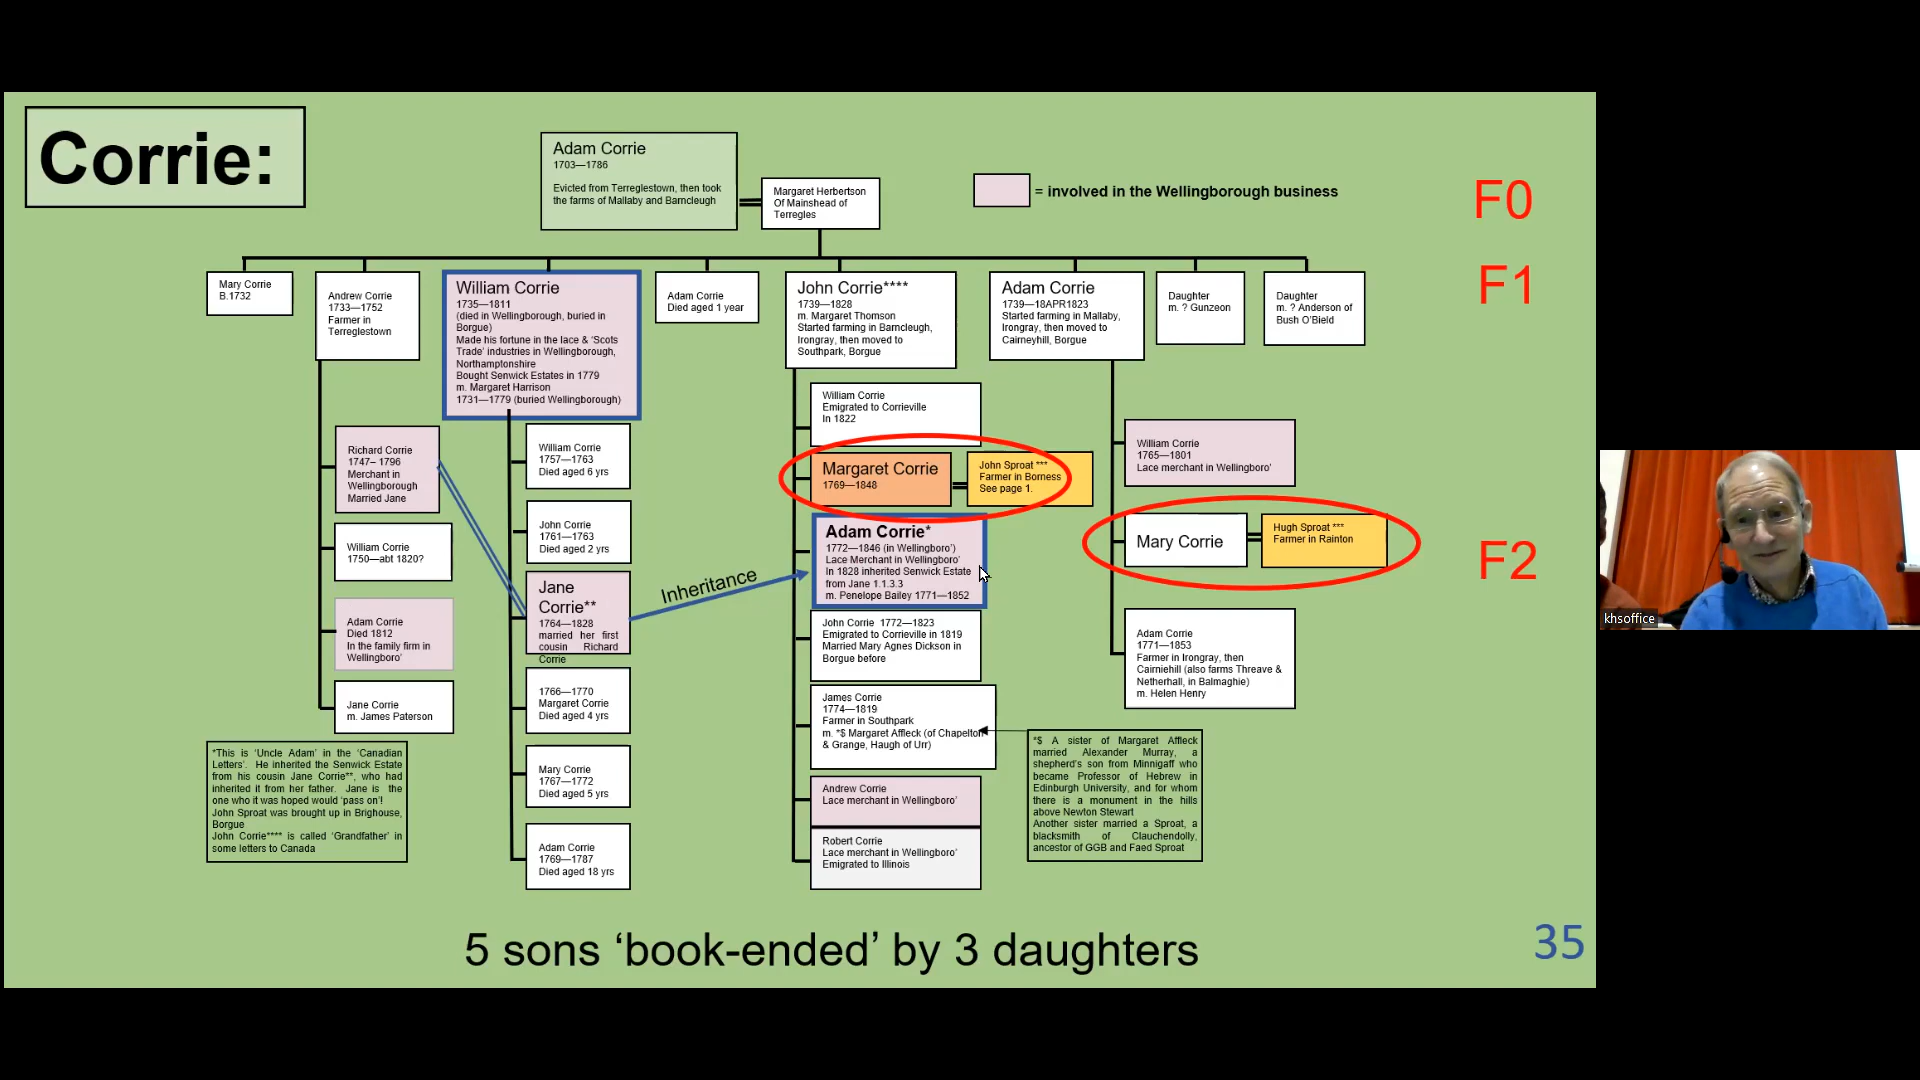 Corrie:
Adam Corrie
1703—1786
Evicted from Terreglestown, then took
the farms of Mallaby and Barncleugh
Margaret Herbertson
Of Mainshead of
Terregles
= involved in the Wellingborough business
F0
F1
Mary Corrie
B.1732
Andrew Corrie
1733—1752
Farmer in
Terreglestown
William Corrie
1735—1811
(died in Wellingborough, buried in
Borgue)
Made his fortune in the lace & ‘Scots
Trade’ industries in Wellingborough,
Northamptonshire
Bought Senwick Estates in 1779
m. Margaret Harrison
1731—1779 (buried Wellingborough)
Adam Corrie
Died aged 1 year
John Corrie****
1739—1828
m. Margaret Thomson
Started farming in Barncleugh,
Irongray, then moved to
Southpark, Borgue
Adam Corrie
1739—18APR1823
Started farming in Mallaby,
Irongray, then moved to
Cairneyhill, Borgue
Daughter
m. ? Gunzeon
Daughter
m. ? Anderson of
Bush O’Bield
Richard Corrie
1747– 1796
Merchant in
Wellingborough
Married Jane
William Corrie
1750—abt 1820?
Adam Corrie
Died 1812
In the family firm in
Wellingboro’
Jane Corrie
m. James Paterson
William Corrie
1757—1763
Died aged 6 yrs
John Corrie
1761—1763
Died aged 2 yrs
Jane
Corrie**
1764—1828
married her first
cousin Richard
Corrie
1766—1770
Margaret Corrie
Died aged 4 yrs
Mary Corrie
1767—1772
Died aged 5 yrs
Adam Corrie
1769—1787
Died aged 18 yrs
Inheritance
William Corrie
Emigrated to Corrieville
In 1822
Margaret Corrie
1769—1848
John Sproat ***
Farmer in Borness
See page 1.
Adam Corrie*
1772—1846 (in Wellingboro’)
Lace Merchant in Wellingboro’
In 1828 inherited Senwick Estate
from Jane 1.1.3.3
m. Penelope Bailey 1771—1852
John Corrie 1772—1823
Emigrated to Corrieville in 1819
Married Mary Agnes Dickson in
Borgue before
James Corrie
1774—1819
Farmer in Southpark
m. *$ Margaret Affleck (of Chapelton
& Grange, Haugh of Urr)
Andrew Corrie
Lace merchant in Wellingboro’
Robert Corrie
Lace merchant in Wellingboro’
Emigrated to Illinois
William Corrie
1765—1801
Lace merchant in Wellingboro’
Mary Corrie
Hugh Sproat ***
Farmer in Rainton
F2
Adam Corrie
1771—1853
Farmer in Irongray, then
Cairniehill (also farms Threave &
Netherhall, in Balmaghie)
m. Helen Henry
*This is ‘Uncle Adam’ in the ‘Canadian
Letters’. He inherited the Senwick Estate
from his cousin Jane Corrie**, who had
inherited it from her father. Jane is the
one who it was hoped would ‘pass on’!
John Sproat was brought up in Brighouse,
Borgue
John Corrie**** is called ‘Grandfather’ in
some letters to Canada
*$ A sister of Margaret Affleck
married Alexander Murray, a
shepherd’s son from Minnigaff who
became Professor of Hebrew in
Edinburgh University, and for whom
there is a monument in the hills
above Newton Stewart
Another sister married a Sproat, a
blacksmith of Clauchendolly,
ancestor of GGB and Faed Sproat
5 sons ‘book-ended’ by 3 daughters
35
khsoffice